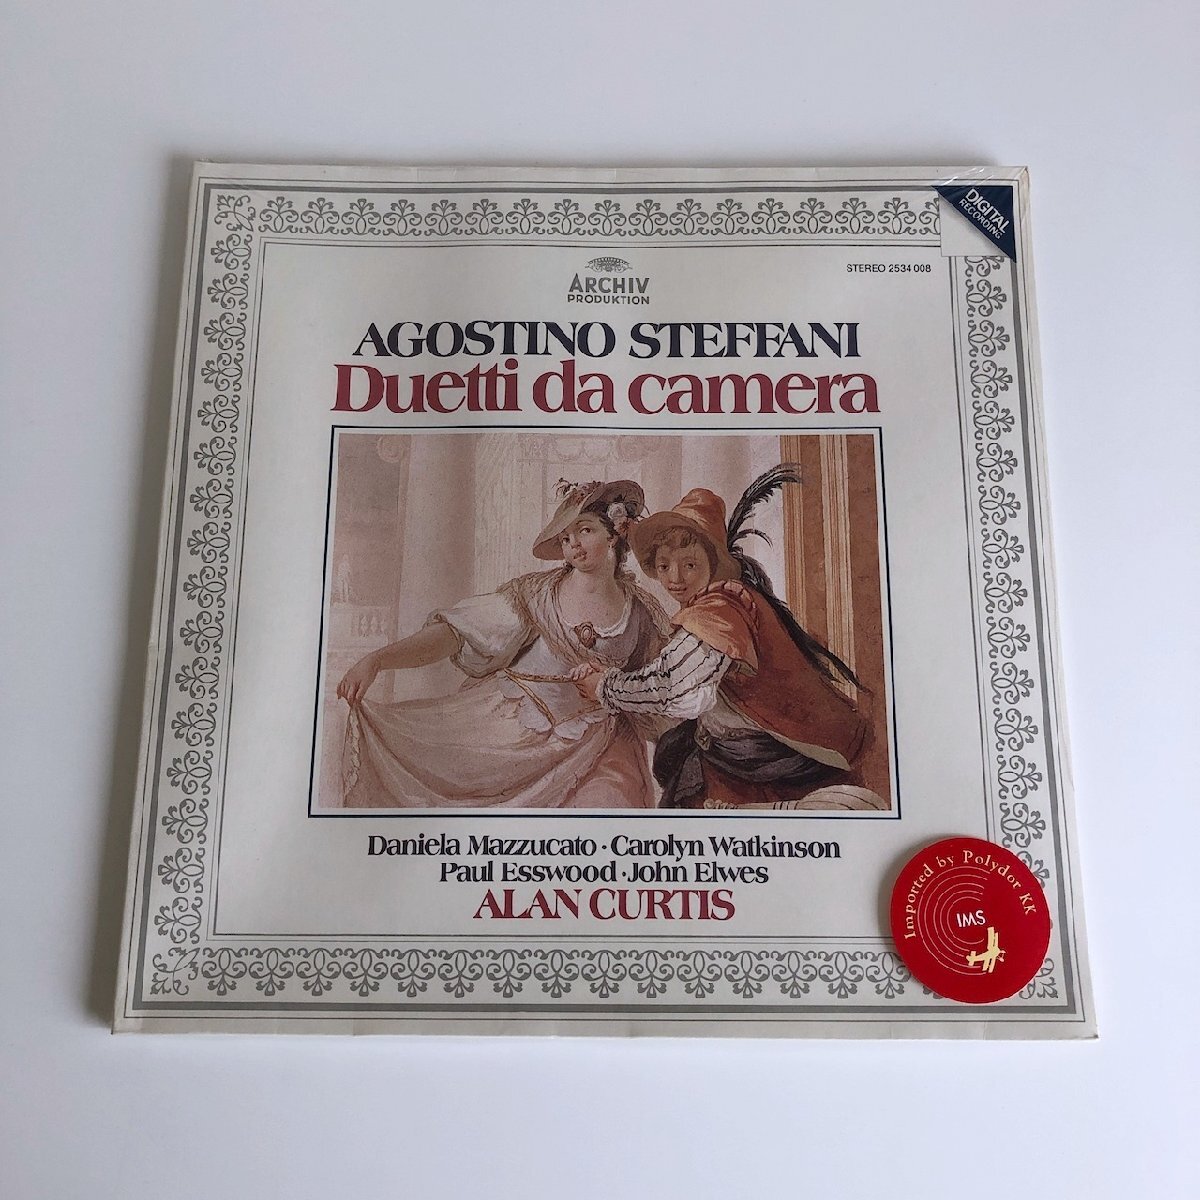 DIGITAL
RECORDING
ARCHIV
PRODUKTION
STEREO 2534 008
AGOSTINO STEFFANI
Duetti da camera
Daniela Mazzucato · Carolyn Watkinson
Paul Esswood · John Elwes
ALAN CURTIS
Imported by Polydor KK
IMS